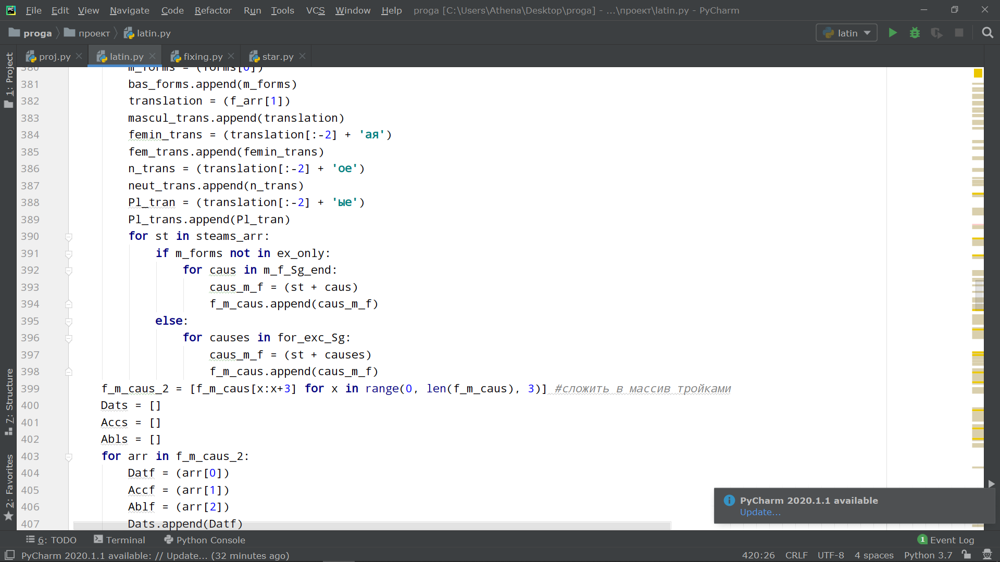 File Edit View Navigate Code Refactor Run Tools VCS Window Help proga [C:\Users\Athena\Desktop\proga] - ...\проект\latin.py - PyCharm
proga проект latin.py latin
proj.py latin.py fixing.py star.py
1: Project
7: Structure
2: Favorites
380 m_forms = (forms[0])
381 bas_forms.append(m_forms)
382 translation = (f_arr[1])
383 mascul_trans.append(translation)
384 femin_trans = (translation[:-2] + 'ая')
385 fem_trans.append(femin_trans)
386 n_trans = (translation[:-2] + 'ое')
387 neut_trans.append(n_trans)
388 Pl_tran = (translation[:-2] + 'ые')
389 Pl_trans.append(Pl_tran)
390 for st in steams_arr:
391 if m_forms not in ex_only:
392 for caus in m_f_Sg_end:
393 caus_m_f = (st + caus)
394 f_m_caus.append(caus_m_f)
395 else:
396 for causes in for_exc_Sg:
397 caus_m_f = (st + causes)
398 f_m_caus.append(caus_m_f)
399 f_m_caus_2 = [f_m_caus[x:x+3] for x in range(0, len(f_m_caus), 3)] #сложить в массив тройками
400 Dats = []
401 Accs = []
402 Abls = []
403 for arr in f_m_caus_2:
404 Datf = (arr[0])
405 Accf = (arr[1])
406 Ablf = (arr[2])
407 Dats.append(Datf)
PyCharm 2020.1.1 available
Update...
6: TODO Terminal Python Console 1 Event Log
PyCharm 2020.1.1 available: // Update... (32 minutes ago) 420:26 CRLF UTF-8 4 spaces Python 3.7